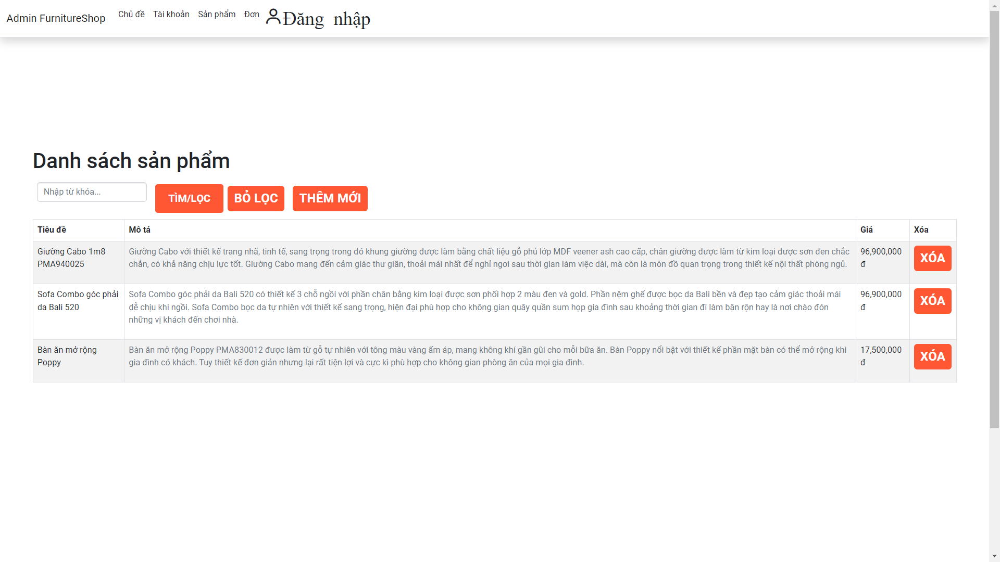 Admin FurnitureShop
Chủ đề
Tài khoản
Sản phẩm
Đơn
Đăng nhập
Danh sách sản phẩm
Nhập từ khóa...
TÌM/LỌC
BỎ LỌC
THÊM MỚI
Tiêu đề
Mô tả
Giá
Xóa
Giường Cabo 1m8
PMA940025
Giường Cabo với thiết kế trang nhã, tinh tế, sang trọng trong đó khung giường được làm bằng chất liệu gỗ phủ lớp MDF veener ash cao cấp, chân giường được làm từ kim loại được sơn đen chắc
chắn, có khả năng chịu lực tốt. Giường Cabo mang đến cảm giác thư giãn, thoải mái nhất để nghỉ ngơi sau thời gian làm việc dài, mà còn là món đồ quan trọng trong thiết kế nội thất phòng ngủ.
96,900,000
đ
XÓA
Sofa Combo góc phải
da Bali 520
Sofa Combo góc phải da Bali 520 có thiết kế 3 chỗ ngồi với phần chân bằng kim loại được sơn phối hợp 2 màu đen và gold. Phần nệm ghế được bọc da Bali bền và đẹp tạo cảm giác thoải mái
dễ chịu khi ngồi. Sofa Combo bọc da tự nhiên với thiết kế sang trọng, hiện đại phù hợp cho không gian quây quần sum họp gia đình sau khoảng thời gian đi làm bận rộn hay là nơi chào đón
những vị khách đến chơi nhà.
96,900,000
đ
XÓA
Bàn ăn mở rộng
Poppy
Bàn ăn mở rộng Poppy PMA830012 được làm từ gỗ tự nhiên với tông màu vàng ấm áp, mang không khí gần gũi cho mỗi bữa ăn. Bàn Poppy nổi bật với thiết kế phần mặt bàn có thể mở rộng khi
gia đình có khách. Tuy thiết kế đơn giản nhưng lại rất tiện lợi và cực kì phù hợp cho không gian phòng ăn của mọi gia đình.
17,500,000
đ
XÓA